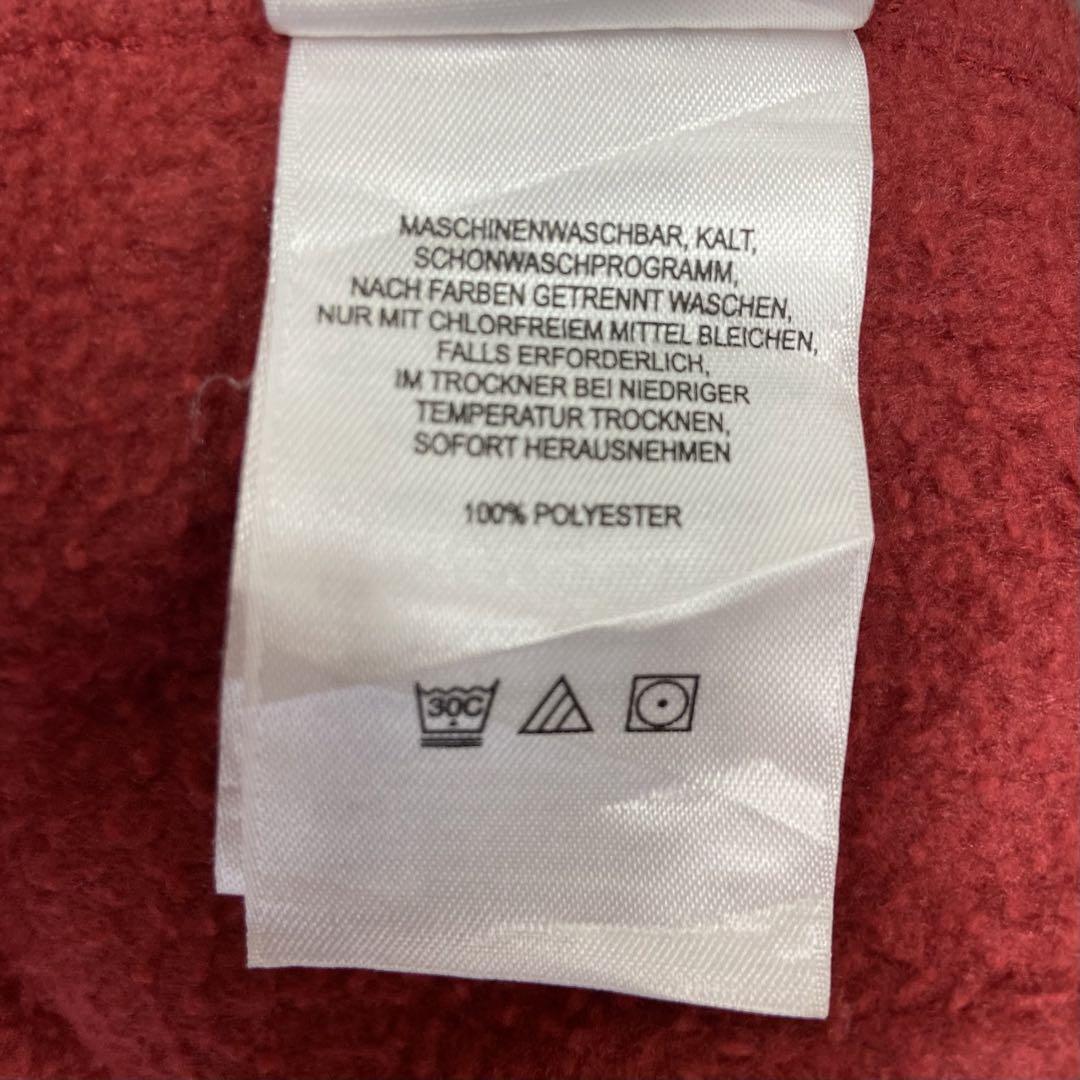 MASCHINENWASCHBAR, KALT,
SCHONWASCHPROGRAMM,
NACH FARBEN GETRENNT WASCHEN,
NUR MIT CHLORFREIEM MITTEL BLEICHEN,
FALLS ERFORDERLICH,
IM TROCKNER BEI NIEDRIGER
TEMPERATUR TROCKNEN,
SOFORT HERAUSNEHMEN
100% POLYESTER
30C